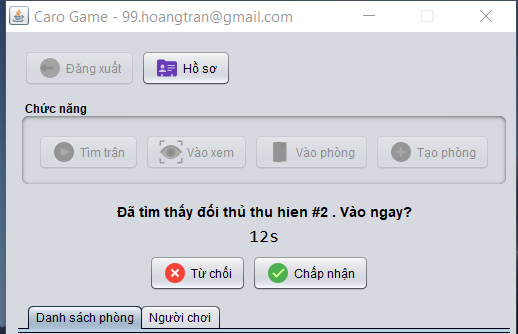 Caro Game - 99.hoangtran@gmail.com
Đăng xuất Hồ sơ
Chức năng
Tìm trận Vào xem Vào phòng Tạo phòng
Đã tìm thấy đối thủ thu hien #2 . Vào ngay?
12s
Từ chối Chấp nhận
Danh sách phòng Người chơi